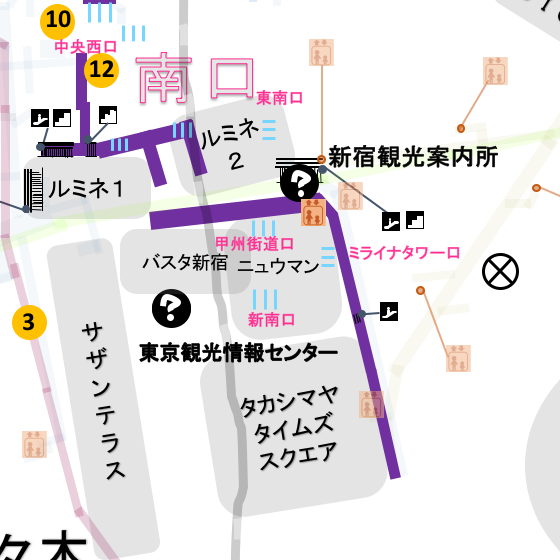 10
中央西口
12
南口
東南口
ルミネ
2
新宿観光案内所
?
ルミネ1
甲州街道口
バスタ新宿
ニュウマン
ミライナタワー口
?
新南口
3
東京観光情報センター
サザンテラス
タカシマヤ
タイムズ
スクエア